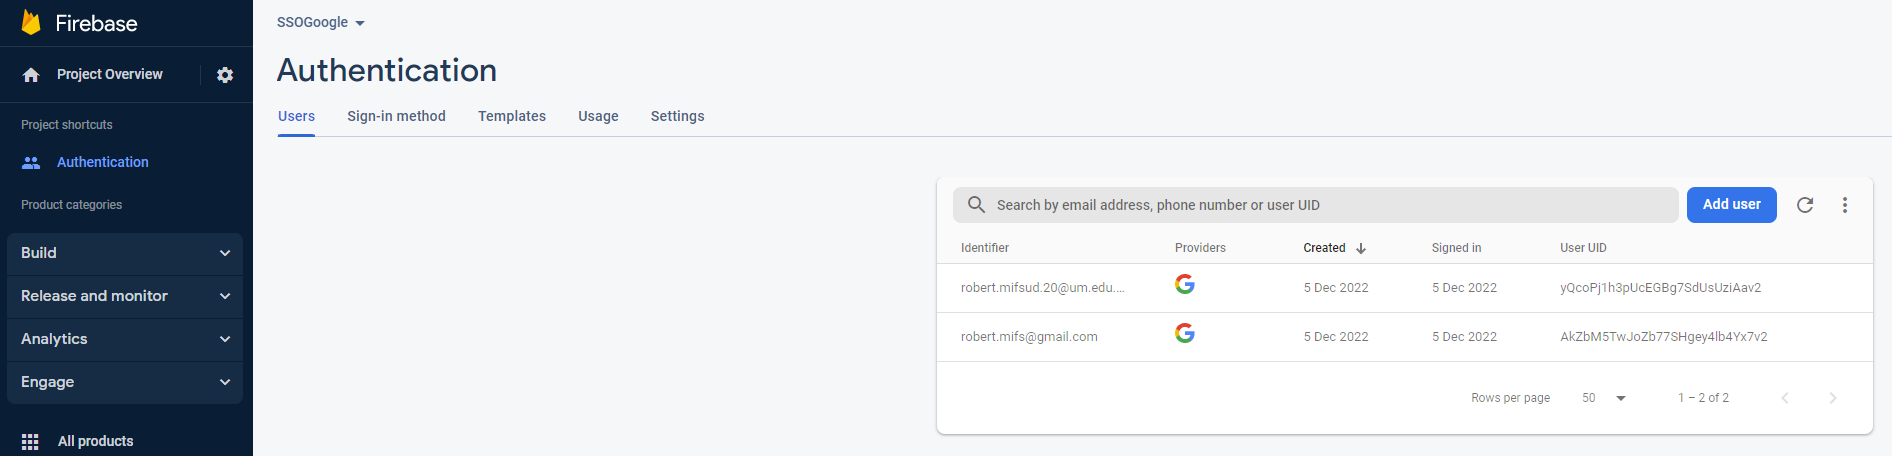 Firebase
Project Overview
Project shortcuts
Authentication
Product categories
Build
Release and monitor
Analytics
Engage
All products
SSOGoogle
Authentication
Users Sign-in method Templates Usage Settings
Search by email address, phone number or user UID Add user
Identifier Providers Created Signed in User UID
robert.mifsud.20@um.edu.... 5 Dec 2022 5 Dec 2022 yQcoPj1h3pUcEGBg7SdUsUziAav2
robert.mifs@gmail.com 5 Dec 2022 5 Dec 2022 AkZbM5TwJoZb77SHgey4lb4Yx7v2
Rows per page 50 1 – 2 of 2